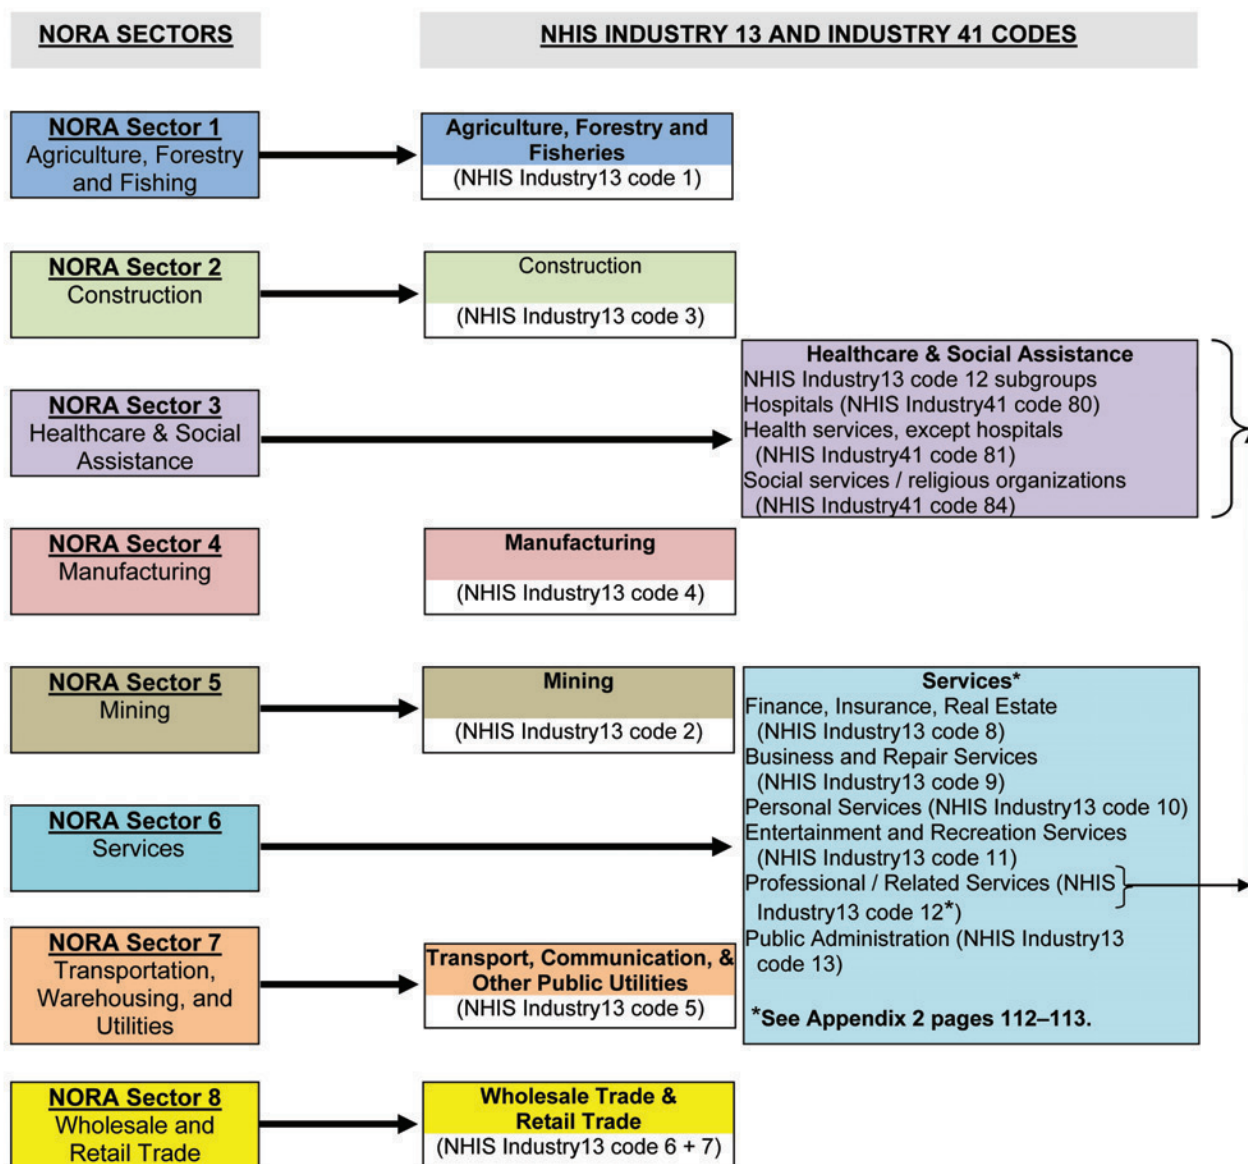 NORA SECTORS
NHIS INDUSTRY 13 AND INDUSTRY 41 CODES
NORA Sector 1
Agriculture, Forestry
and Fishing
Agriculture, Forestry and
Fisheries
(NHIS Industry13 code 1)
NORA Sector 2
Construction
Construction
(NHIS Industry13 code 3)
NORA Sector 3
Healthcare & Social
Assistance
Healthcare & Social Assistance
NHIS Industry13 code 12 subgroups
Hospitals (NHIS Industry41 code 80)
Health services, except hospitals
(NHIS Industry41 code 81)
Social services / religious organizations
(NHIS Industry41 code 84)
NORA Sector 4
Manufacturing
Manufacturing
(NHIS Industry13 code 4)
NORA Sector 5
Mining
Mining
(NHIS Industry13 code 2)
NORA Sector 6
Services
Services*
Finance, Insurance, Real Estate
(NHIS Industry13 code 8)
Business and Repair Services
(NHIS Industry13 code 9)
Personal Services (NHIS Industry13 code 10)
Entertainment and Recreation Services
(NHIS Industry13 code 11)
Professional / Related Services (NHIS
Industry13 code 12*)
Public Administration (NHIS Industry13
code 13)
*See Appendix 2 pages 112–113.
NORA Sector 7
Transportation,
Warehousing, and
Utilities
Transport, Communication, &
Other Public Utilities
(NHIS Industry13 code 5)
NORA Sector 8
Wholesale and
Retail Trade
Wholesale Trade &
Retail Trade
(NHIS Industry13 code 6 + 7)